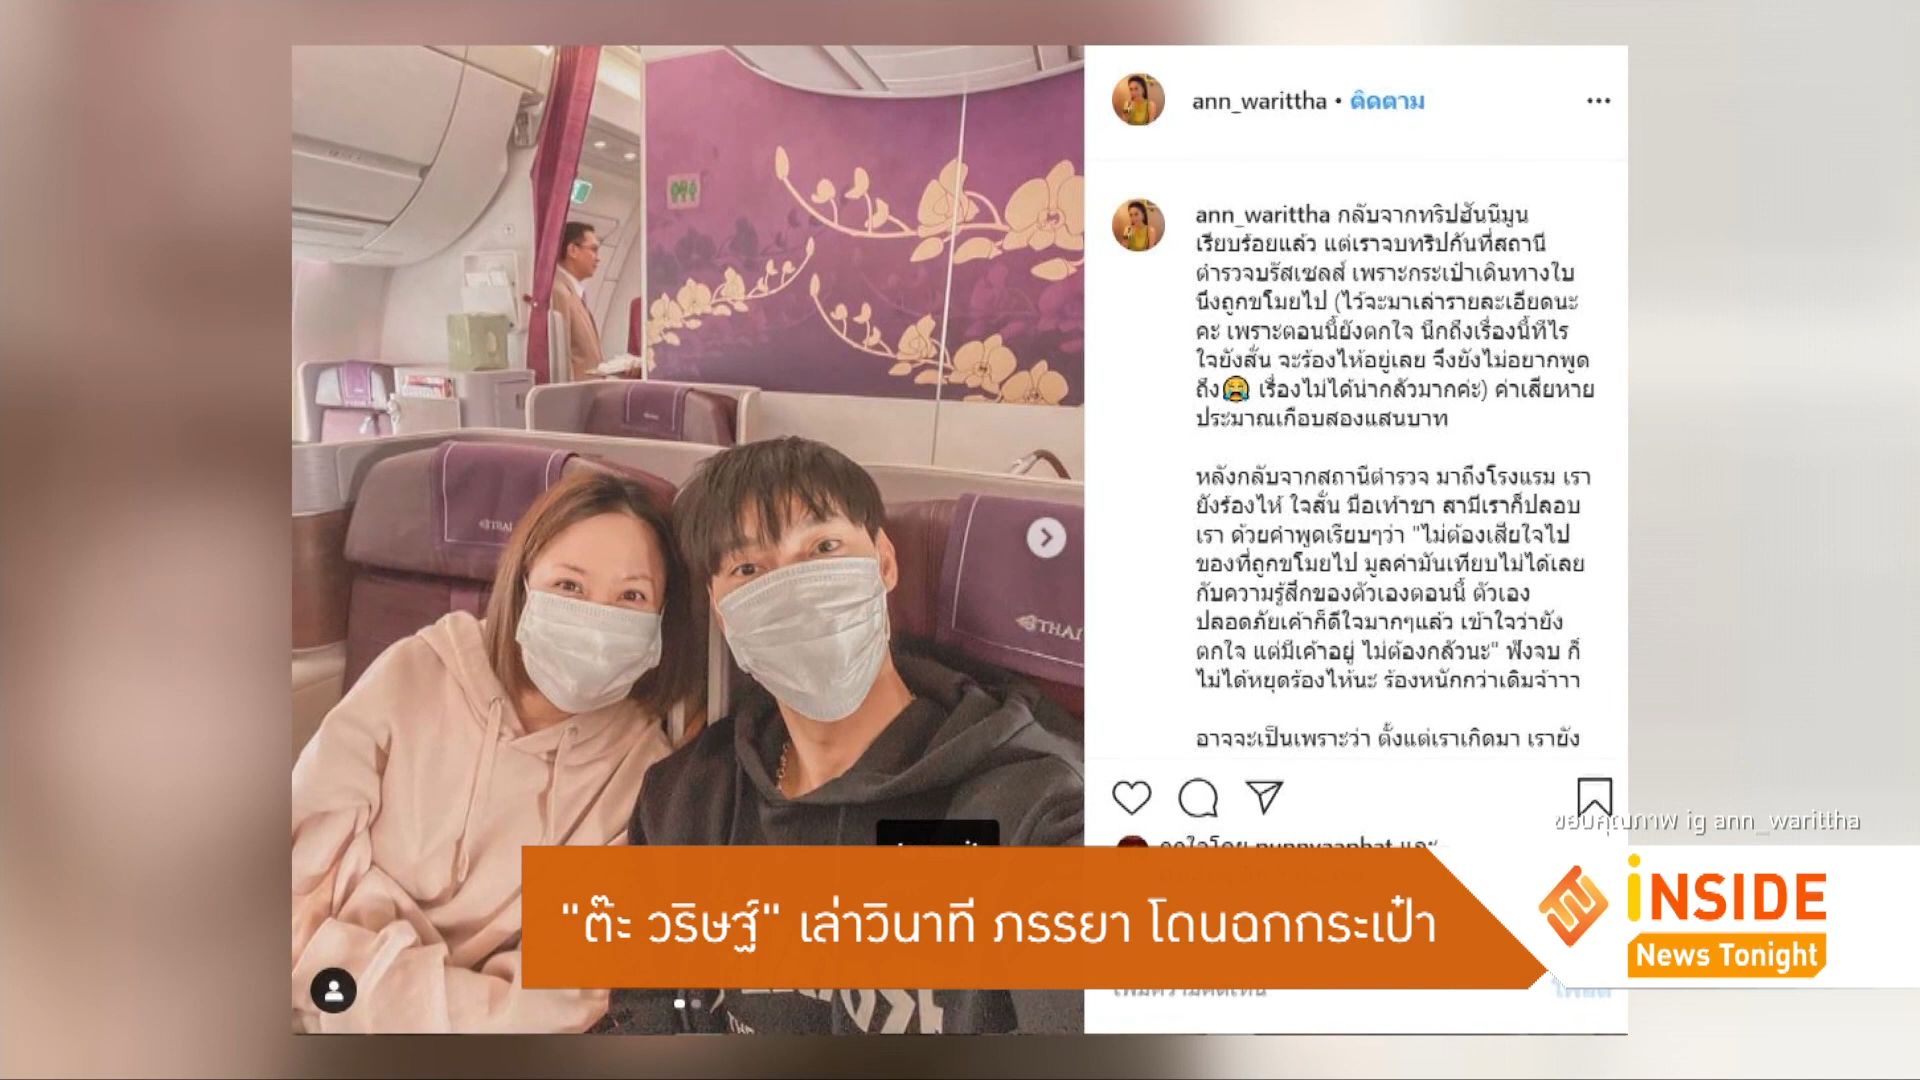 ann_warittha • ติดตาม
ann_warittha กลับจากทริปฮันนีมูน
เรียบร้อยแล้ว แต่เราจบทริปกันที่สถานี
ตำรวจบรัสเซลส์ เพราะกระเป๋าเดินทางใบ
นึงถูกขโมยไป (ไว้จะมาเล่ารายละเอียดนะ
คะ เพราะตอนนี้ยังตกใจ นึกถึงเรื่องนี้ทีไร
ใจยังสั่น จะร้องไห้อยู่เลย จึงยังไม่อยากพูด
ถึง😭 เรื่องไม่ได้น่ากลัวมากค่ะ) ค่าเสียหาย
ประมาณเกือบสองแสนบาท
หลังกลับจากสถานีตำรวจ มาถึงโรงแรม เรา
ยังร้องไห้ ใจสั่น มือเท้าชา สามีเราก็ปลอบ
เรา ด้วยคำพูดเรียบๆว่า "ไม่ต้องเสียใจไป
ของที่ถูกขโมยไป มูลค่ามันเทียบไม่ได้เลย
กับความรู้สึกของตัวเองตอนนี้ ตัวเอง
ปลอดภัยเค้าก็ดีใจมากๆแล้ว เข้าใจว่ายัง
ตกใจ แต่มีเค้าอยู่ ไม่ต้องกลัวนะ" ฟังจบ ก็
ไม่ได้หยุดร้องไห้นะ ร้องหนักกว่าเดิมจ้าาา
อาจจะเป็นเพราะว่า ตั้งแต่เราเกิดมา เรายัง
THAI
THAI
ขอบคุณภาพ ig ann_warittha
"ต๊ะ วริษฐ์" เล่าวินาที ภรรยา โดนฉกกระเป๋า
iNSIDE
News Tonight